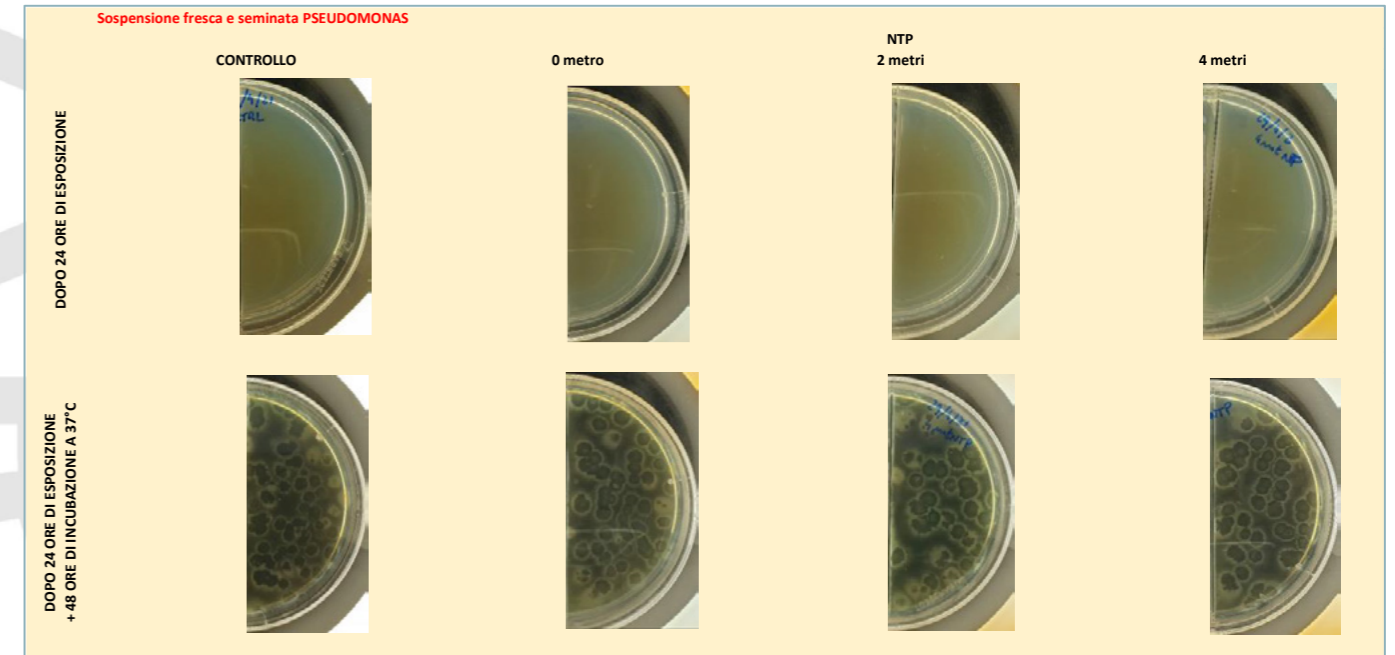 Sospensione fresca e seminata PSEUDOMONAS
NTP
CONTROLLO
0 metro
2 metri
4 metri
DOPO 24 ORE DI ESPOSIZIONE
DOPO 24 ORE DI ESPOSIZIONE
+ 48 ORE DI INCUBAZIONE A 37°C
NTP